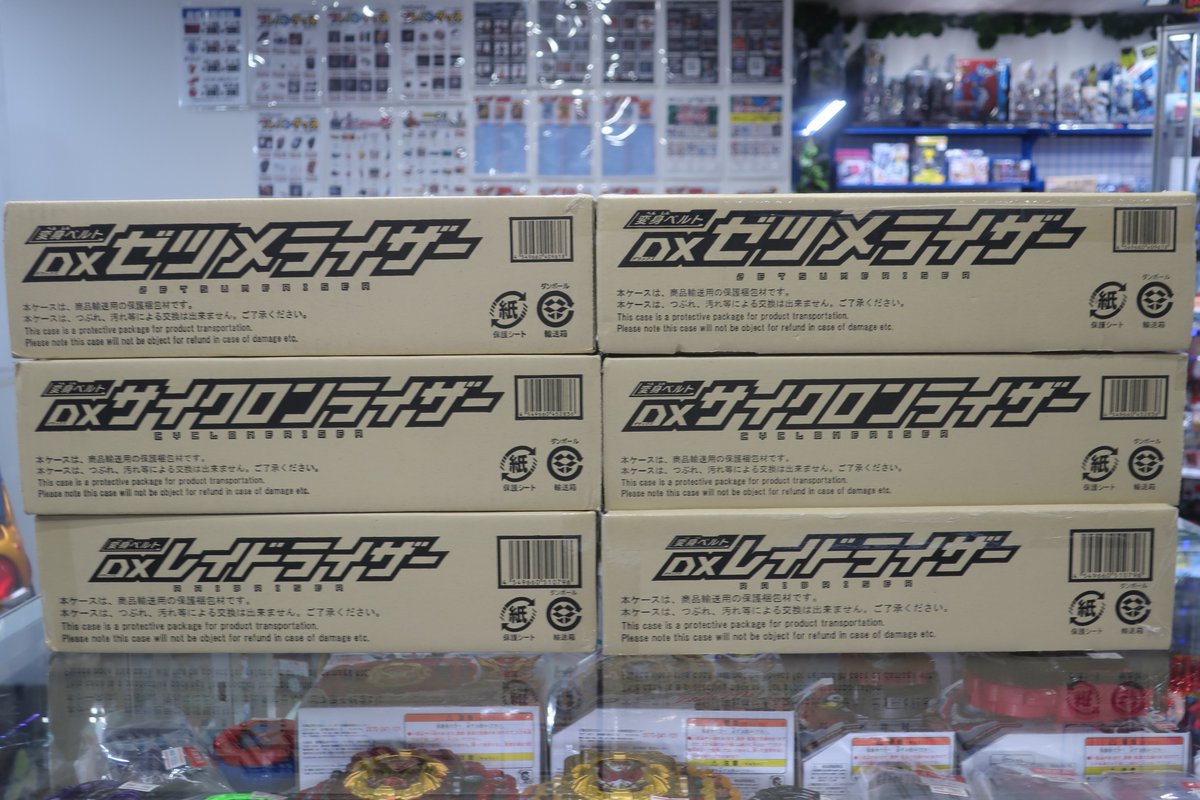 変身ベルト
DXゼツメライザー
ZETSUMERISER
本ケースは、商品輸送用の保護梱包材です。
本ケースは、つぶれ、汚れ等による交換は出来ません。ご了承ください。
This case is a protective package for product transportation.
Please note this case will not be object for refund in case of damage etc.
紙
保護シート
ダンボール
輸送箱
変身ベルト
DXゼツメライザー
ZETSUMERISER
本ケースは、商品輸送用の保護梱包材です。
本ケースは、つぶれ、汚れ等による交換は出来ません。ご了承ください。
This case is a protective package for product transportation.
Please note this case will not be object for refund in case of damage etc.
紙
保護シート
ダンボール
輸送箱
変身ベルト
DXサイクロンライザー
CYCLONERISER
本ケースは、商品輸送用の保護梱包材です。
本ケースは、つぶれ、汚れ等による交換は出来ません。ご了承ください。
This case is a protective package for product transportation.
Please note this case will not be object for refund in case of damage etc.
紙
保護シート
ダンボール
輸送箱
変身ベルト
DXサイクロンライザー
CYCLONERISER
本ケースは、商品輸送用の保護梱包材です。
本ケースは、つぶれ、汚れ等による交換は出来ません。ご了承ください。
This case is a protective package for product transportation.
Please note this case will not be object for refund in case of damage etc.
紙
保護シート
ダンボール
輸送箱
変身ベルト
DXレイドライザー
RAIDRISER
4 549660 510796
本ケースは、商品輸送用の保護梱包材です。
本ケースは、つぶれ、汚れ等による交換は出来ません。ご了承ください。
This case is a protective package for product transportation.
Please note this case will not be object for refund in case of damage etc.
紙
保護シート
ダンボール
輸送箱
変身ベルト
DXレイドライザー
RAIDRISER
4 549660 510796
本ケースは、商品輸送用の保護梱包材です。
本ケースは、つぶれ、汚れ等による交換は出来ません。ご了承ください。
This case is a protective package for product transportation.
Please note this case will not be object for refund in case of damage etc.
紙
保護シート
ダンボール
輸送箱